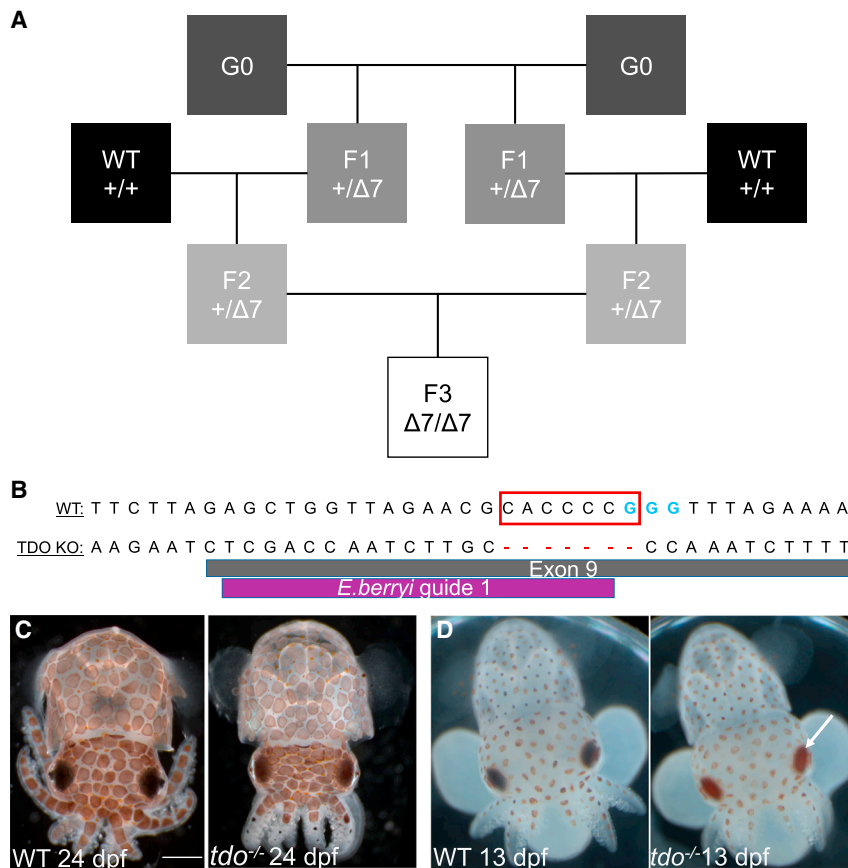 A
G0 G0
WT F1 F1 WT
+/+ +/Δ7 +/Δ7 +/+
F2 F2
+/Δ7 +/Δ7
F3
Δ7/Δ7
B
WT: T T C T T A G A G C T G G T T A G A A C G C A C C C C G G G T T T A G A A A A
TDO KO: A A G A A T C T C G A C C A A T C T T G C - - - - - - - C C A A A T C T T T T
Exon 9
E.berryi guide 1
C D
WT 24 dpf tdo-/- 24 dpf WT 13 dpf tdo-/- 13 dpf